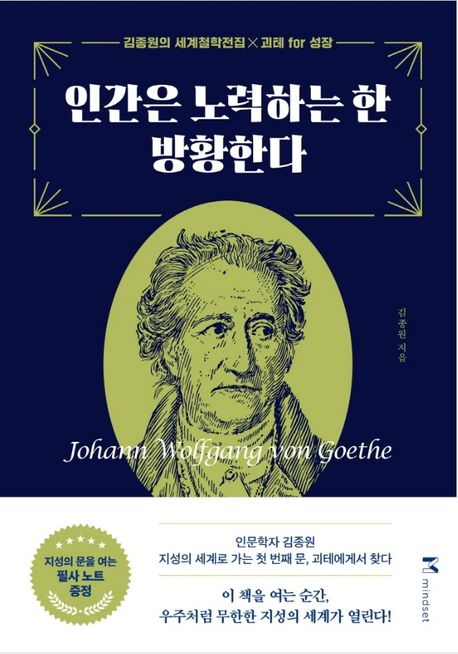 김종원의 세계철학전집×괴테 for 성장
인간은 노력하는 한
방황한다
김종원 지음
Johann Wolfgang von Goethe
지성의 문을 여는
필사 노트
증정
인문학자 김종원
지성의 세계로 가는 첫 번째 문, 괴테에게서 찾다
이 책을 여는 순간,
우주처럼 무한한 지성의 세계가 열린다!
mindset